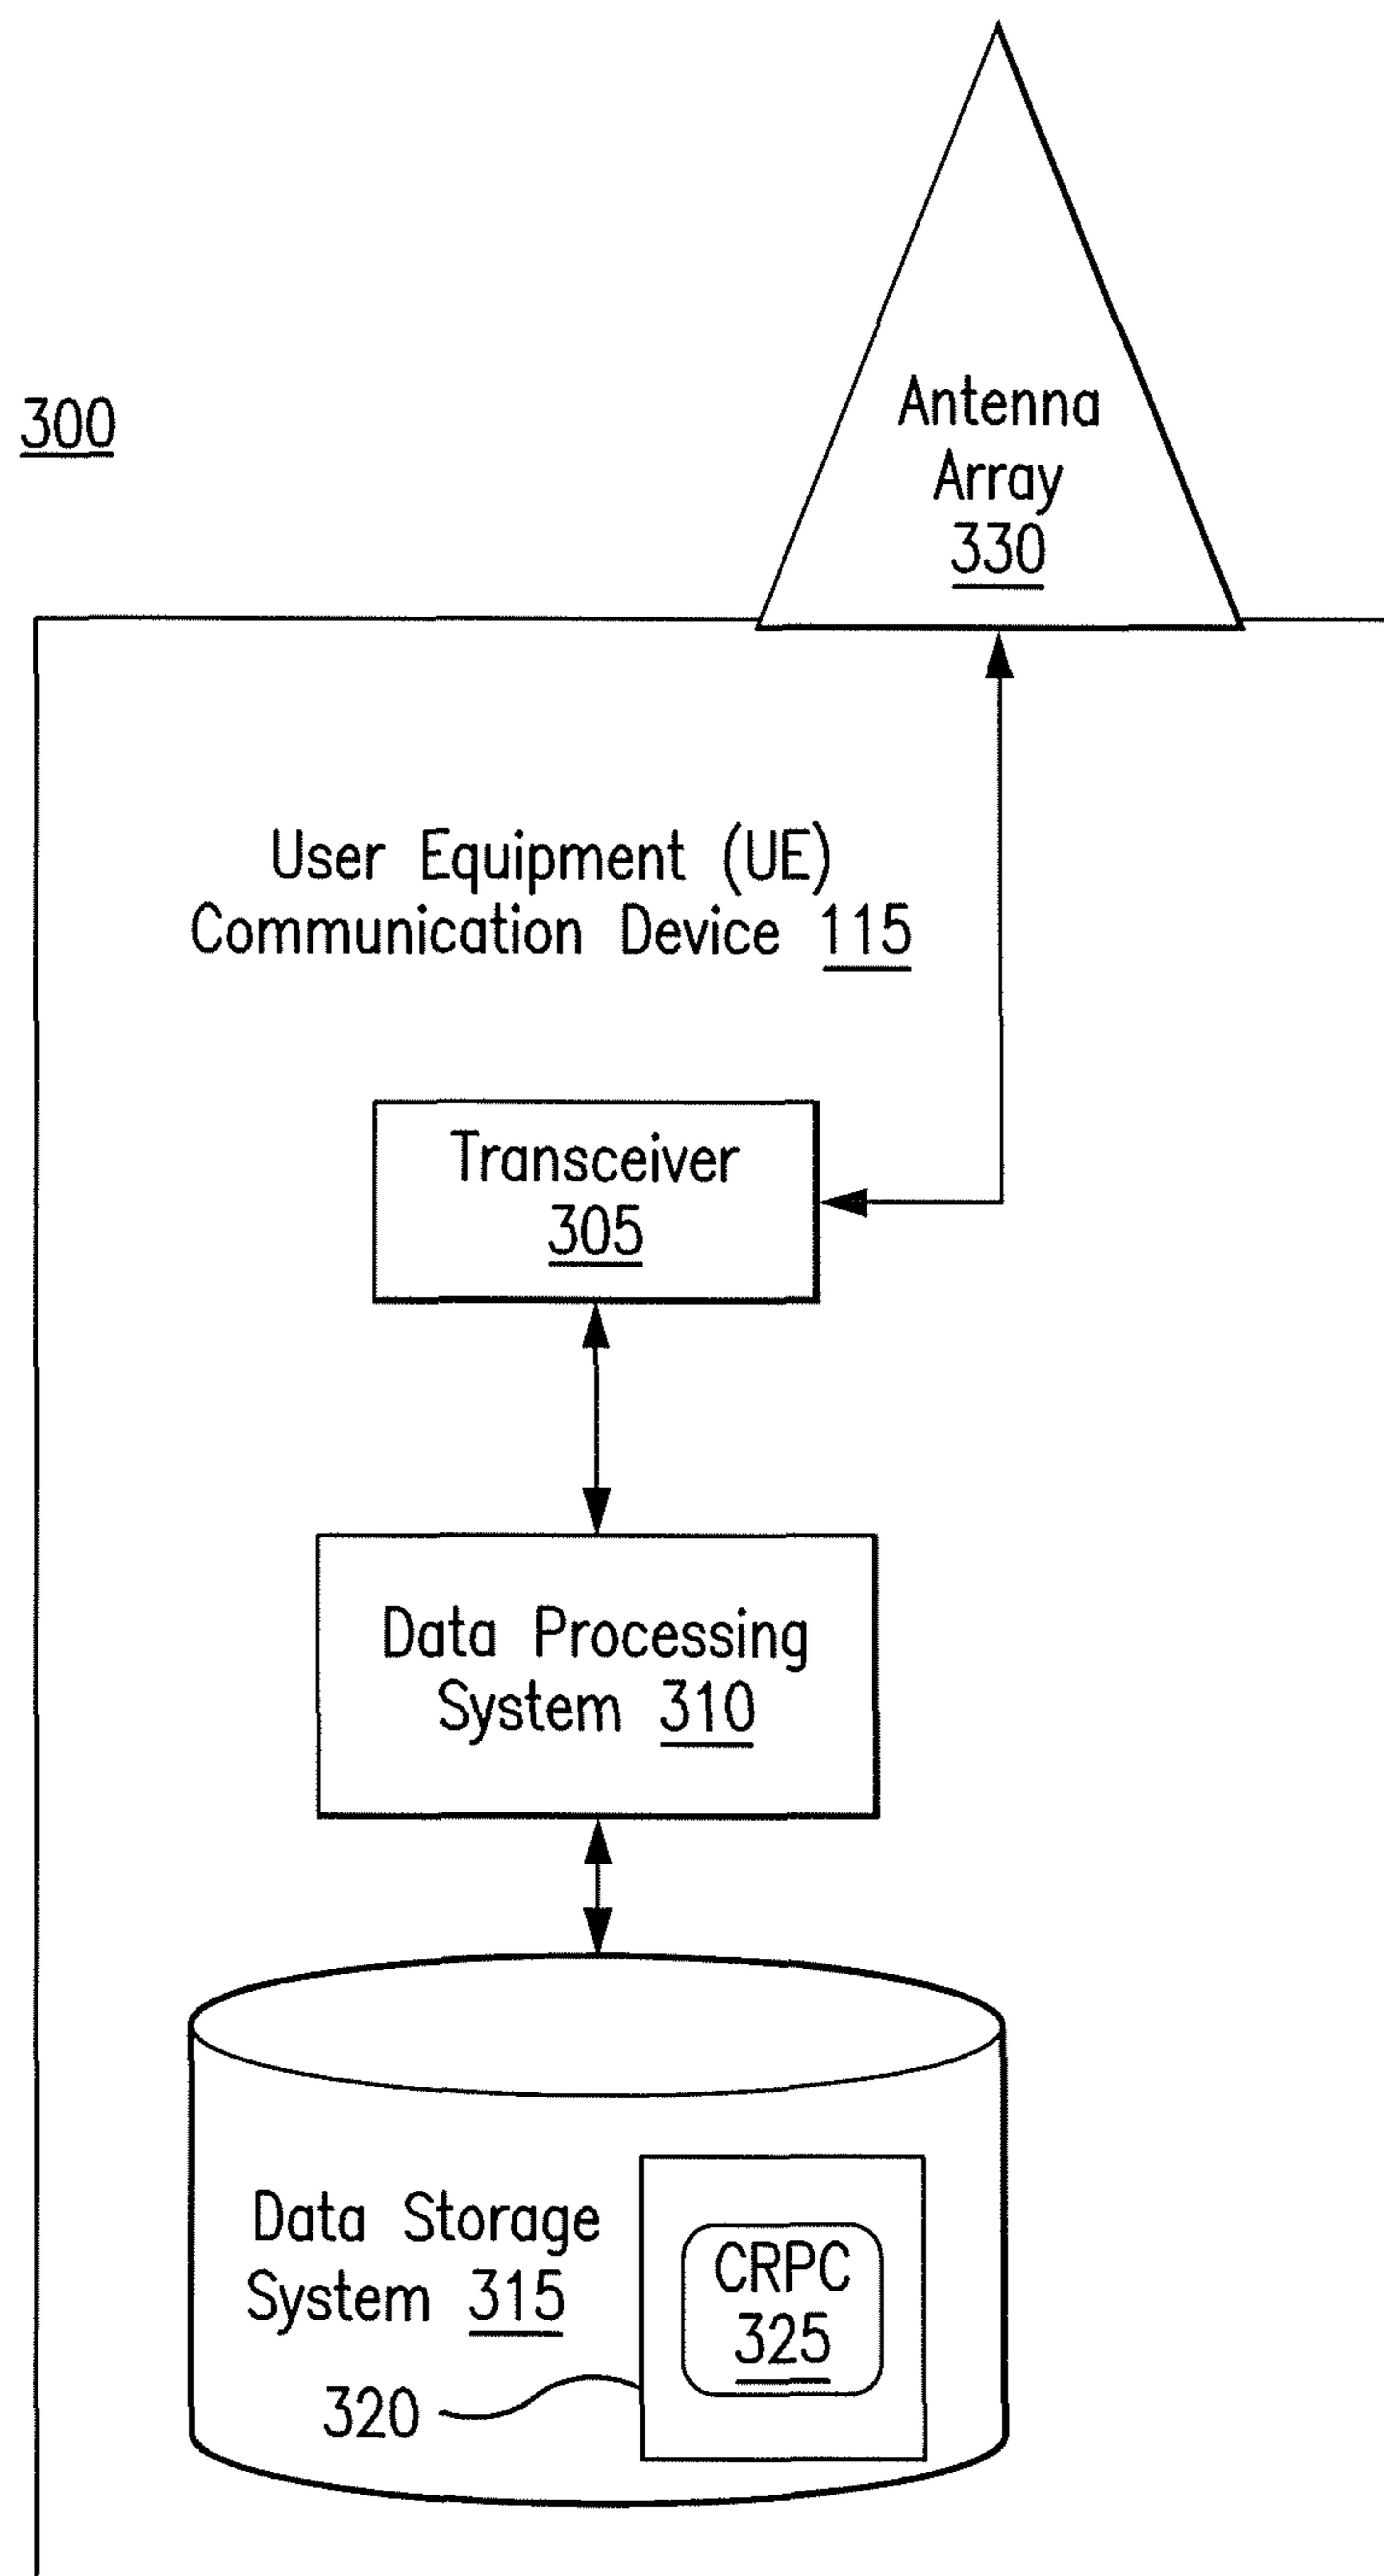 300
Antenna
Array
330
User Equipment (UE)
Communication Device 115
Transceiver
305
Data Processing
System 310
Data Storage
System 315
CRPC
325
320